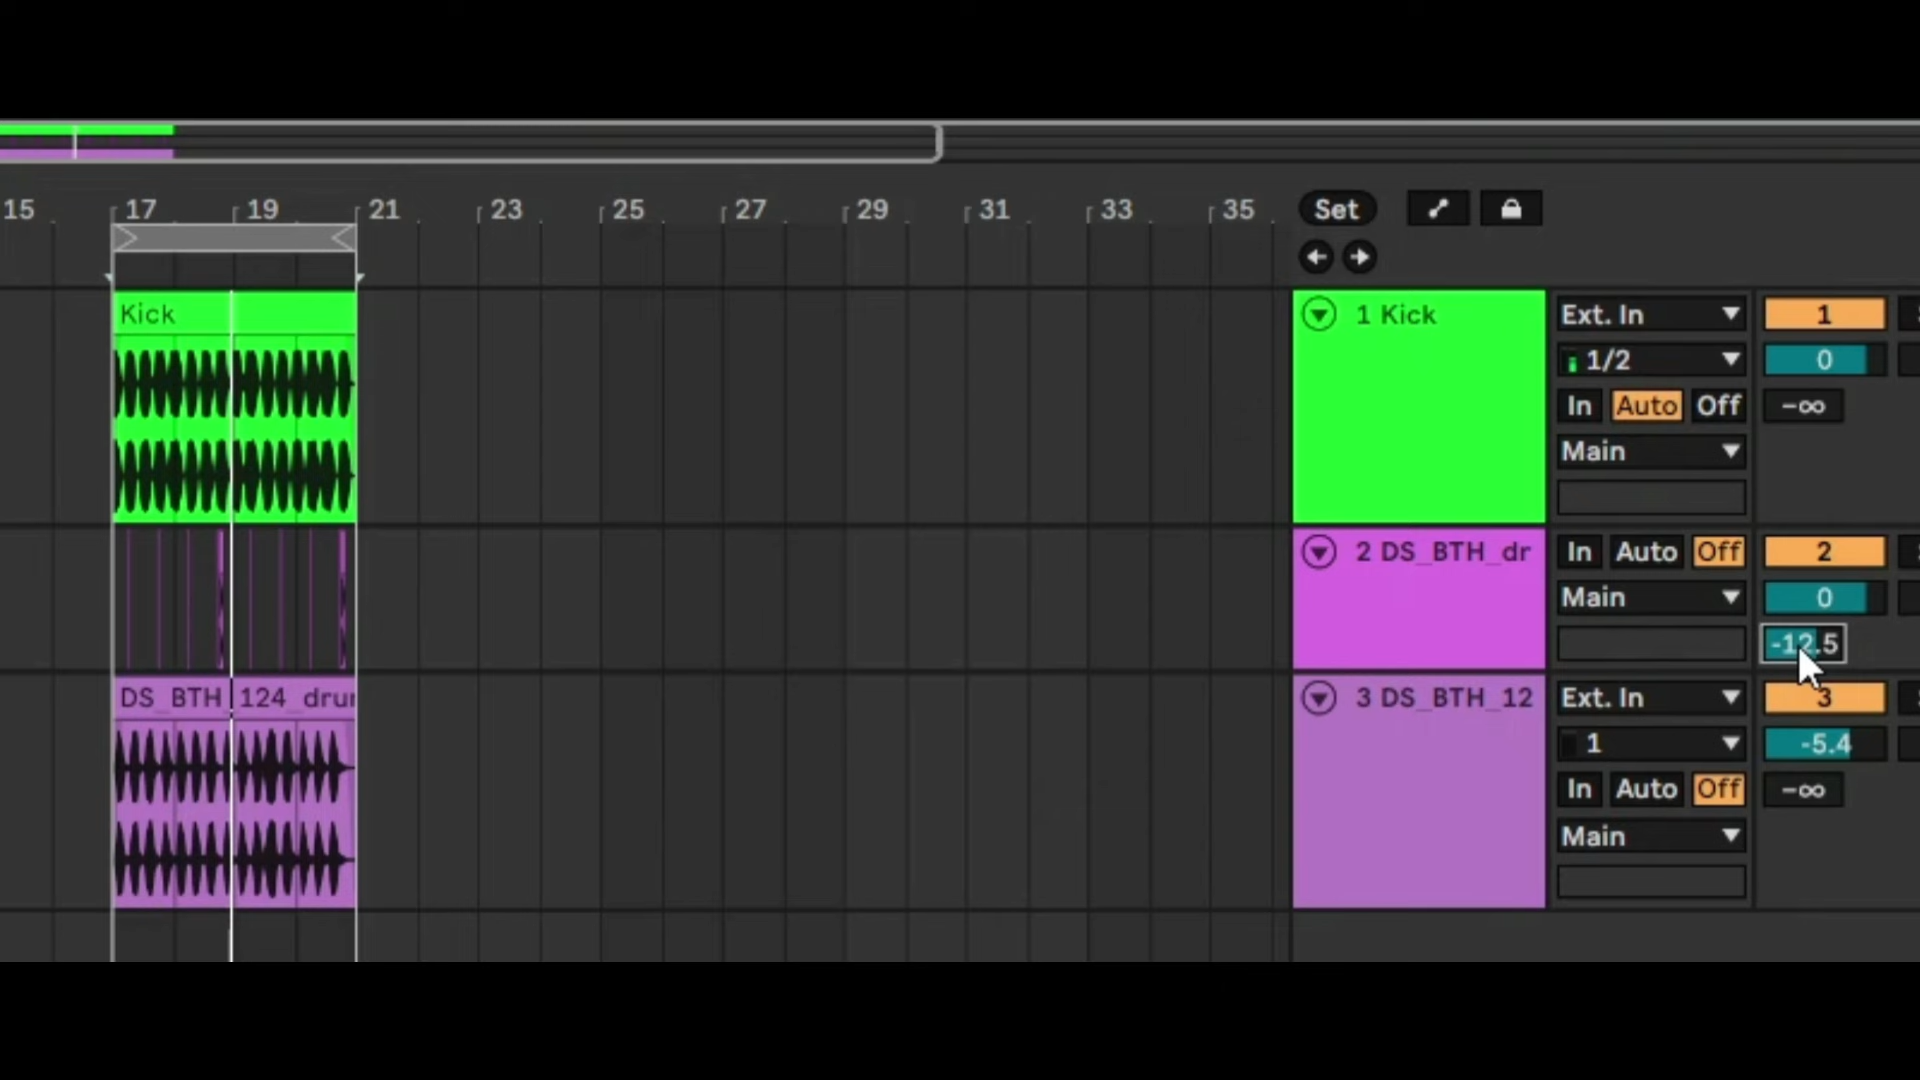 15 17 19 21 23 25 27 29 31 33 35 Set
Kick 1 Kick Ext. In 1
1/2 0
In Auto Off -∞
Main
2 DS_BTH_dr In Auto Off 2
Main 0
-12.5
DS_BTH_124_drur 3 DS_BTH_12 Ext. In 3
1 -5.4
In Auto Off -∞
Main